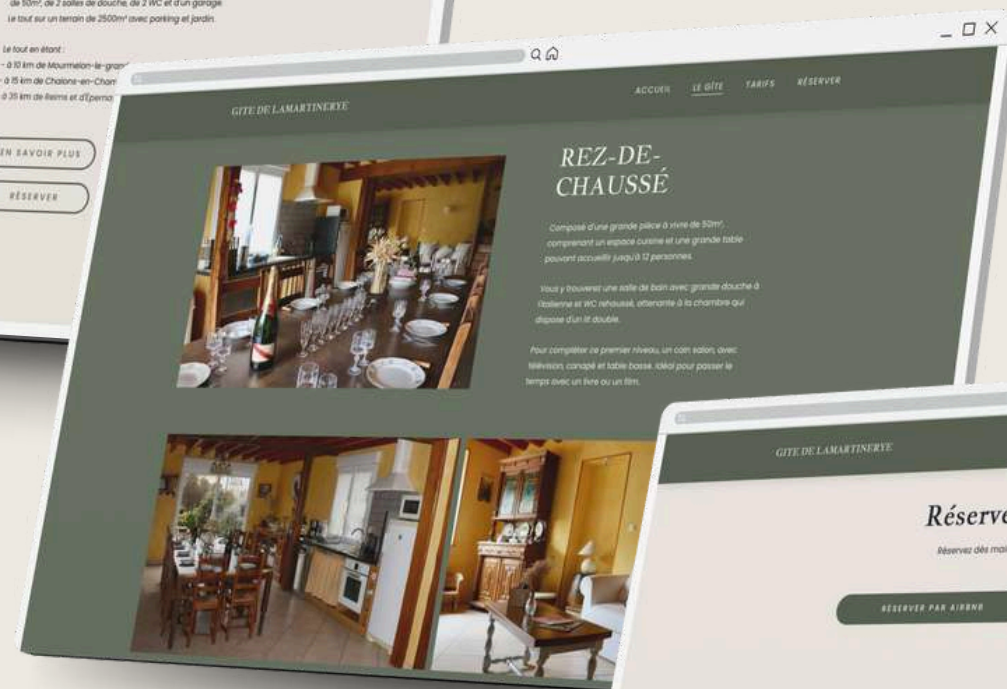 de 50m², de 2 salles de douche, de 2 WC et d'un garage.
Le tout sur un terrain de 2500m² avec parking et jardin.
Le tout en étant :
- à 10 km de Mourmelon-le-grand
- à 15 km de Chalons-en-Cham
à 35 km de Reims et d'Épernay
EN SAVOIR PLUS
RÉSERVER
GITE DE LAMARTINERYE
ACCUEIL LE GÎTE TARIFS RÉSERVER
REZ-DE-
CHAUSSÉ
Composé d'une grande pièce à vivre de 50m²,
comprenant un espace cuisine et une grande table
pouvant accueillir jusqu'à 12 personnes.
Vous y trouverez une salle de bain avec grande douche à
l'italienne et WC rehaussé, attenante à la chambre qui
dispose d'un lit double.
Pour compléter ce premier niveau, un coin salon, avec
télévision, canapé et table basse. Idéal pour passer le
temps avec un livre ou un film.
GITE DE LAMARTINERYE
Réserve
Réservez dès mai
RÉSERVER PAR AIRBNB